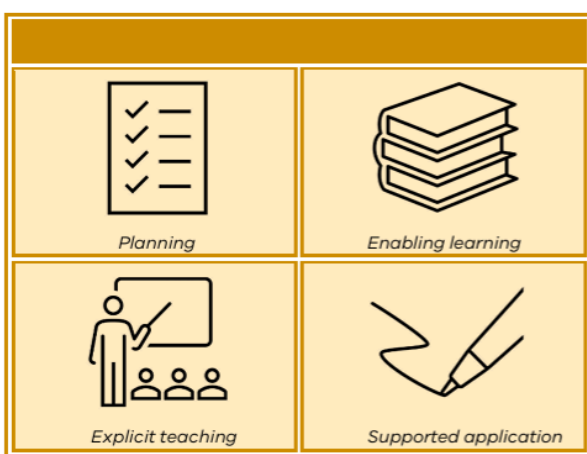 Planning
Enabling learning
Explicit teaching
Supported application